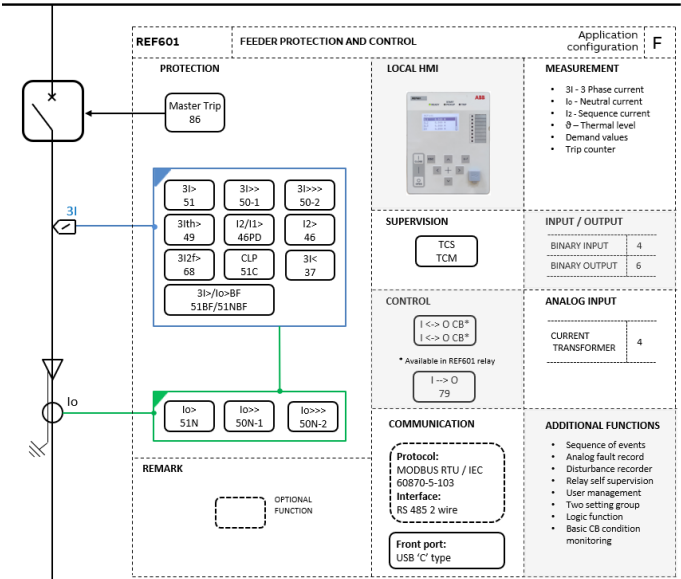 REF601
FEEDER PROTECTION AND CONTROL
Application
configuration
F
PROTECTION
Master Trip
86
3I
3I>
51
3I>>
50-1
3I>>>
50-2
3Ith>
49
I2/I1>
46PD
I2>
46
3I2f>
68
CLP
51C
3I<
37
3I>/Io>BF
51BF/51NBF
Io
Io>
51N
Io>>
50N-1
Io>>>
50N-2
REMARK
OPTIONAL
FUNCTION
LOCAL HMI
ABB
SUPERVISION
TCS
TCM
CONTROL
I <-> O CB*
I <-> O CB*
* Available in REF601 relay
I --> O
79
COMMUNICATION
Protocol:
MODBUS RTU / IEC
60870-5-103
Interface:
RS 485 2 wire
Front port:
USB ‘C’ type
MEASUREMENT
• 3I - 3 Phase current
• Io - Neutral current
• I2 - Sequence current
• ϑ – Thermal level
• Demand values
• Trip counter
INPUT / OUTPUT
BINARY INPUT 4
BINARY OUTPUT 6
ANALOG INPUT
CURRENT
TRANSFORMER
4
ADDITIONAL FUNCTIONS
• Sequence of events
• Analog fault record
• Disturbance recorder
• Relay self supervision
• User management
• Two setting group
• Logic function
• Basic CB condition
monitoring